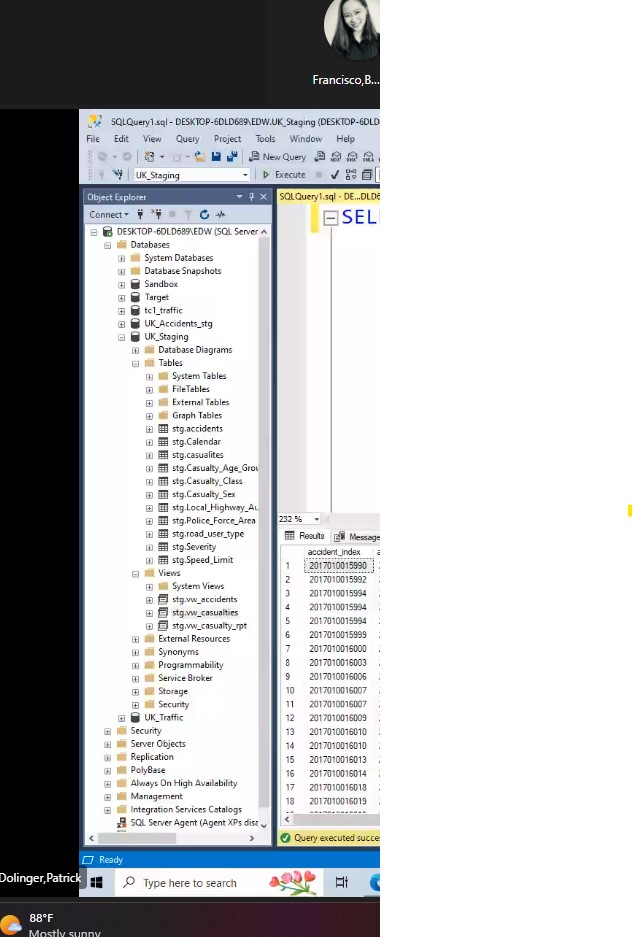 Francisco,B...
SQLQuery1.sql - DESKTOP-6DLD689\EDW.UK_Staging (DESKTOP-6DLD
File Edit View Query Project Tools Window Help
New Query
UK_Staging Execute
Object Explorer
SQLQuery1.sql - DE...DLD6
Connect
SEL
DESKTOP-6DLD689\EDW (SQL Server
Databases
System Databases
Database Snapshots
Sandbox
Target
tc1_traffic
UK_Accidents_stg
UK_Staging
Database Diagrams
Tables
System Tables
FileTables
External Tables
Graph Tables
stg.accidents
stg.Calendar
stg.casualites
stg.Casualty_Age_Grou
stg.Casualty_Class
stg.Casualty_Sex
stg.Local_Highway_Au
stg.Police_Force_Area
stg.road_user_type
stg.Severity
stg.Speed_Limit
Views
System Views
stg.vw_accidents
stg.vw_casualties
stg.vw_casualty_rpt
External Resources
Synonyms
Programmability
Service Broker
Storage
Security
UK_Traffic
Security
Server Objects
Replication
PolyBase
Always On High Availability
Management
Integration Services Catalogs
SQL Server Agent (Agent XPs disa
232 %
Results Message
accident_index
1 2017010015990
2 2017010015992
3 2017010015994
4 2017010015994
5 2017010015994
6 2017010015999
7 2017010016000
8 2017010016003
9 2017010016006
10 2017010016007
11 2017010016007
12 2017010016009
13 2017010016010
14 2017010016010
15 2017010016013
16 2017010016014
17 2017010016018
18 2017010016019
Query executed succe
Ready
Dolinger,Patrick
Type here to search
88°F
Mostly sunny